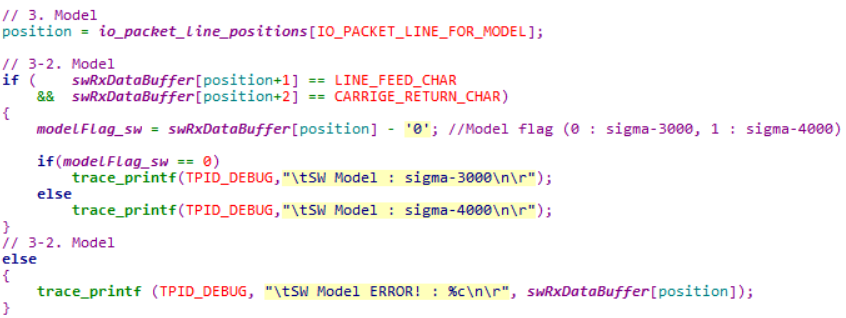 // 3. Model
position = io_packet_line_positions[IO_PACKET_LINE_FOR_MODEL];
// 3-2. Model
if (    swRxDataBuffer[position+1] == LINE_FEED_CHAR
    &&  swRxDataBuffer[position+2] == CARRIGE_RETURN_CHAR)
{
    modelFlag_sw = swRxDataBuffer[position] - '0'; //Model flag (0 : sigma-3000, 1 : sigma-4000)
    if(modelFlag_sw == 0)
        trace_printf(TPID_DEBUG,"\tSW Model : sigma-3000\n\r");
    else
        trace_printf(TPID_DEBUG,"\tSW Model : sigma-4000\n\r");
}
// 3-2. Model
else
{
    trace_printf (TPID_DEBUG, "\tSW Model ERROR! : %c\n\r", swRxDataBuffer[position]);
}